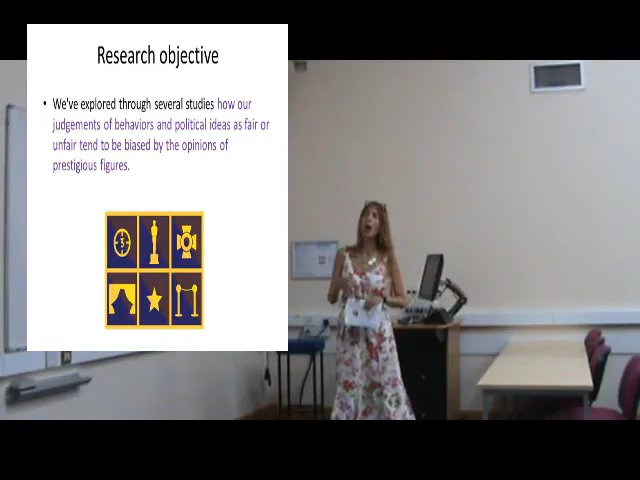 Research objective
• We've explored through several studies how our
judgements of behaviors and political ideas as fair or
unfair tend to be biased by the opinions of
prestigious figures.
3